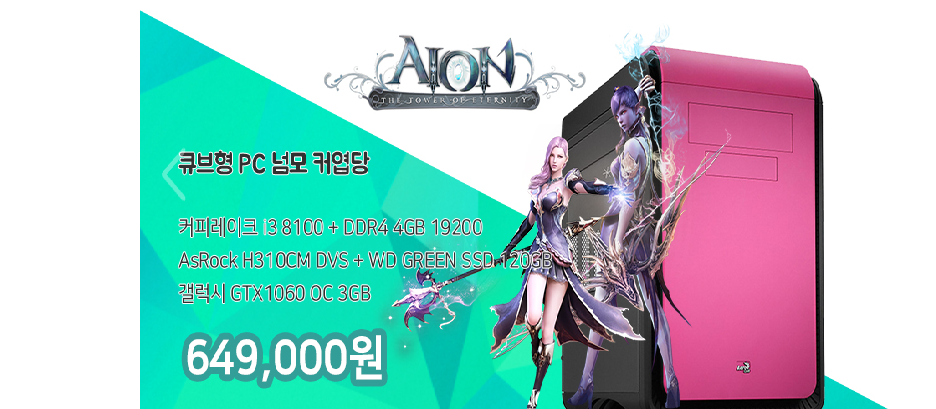 AION
THE TOWER OF ETERNITY
큐브형 PC 넘모 커엽당
커피레이크 i3 8100 + DDR4 4GB 19200
AsRock H310CM DVS + WD GREEN SSD 120GB
갤럭시 GTX1060 OC 3GB
649,000원